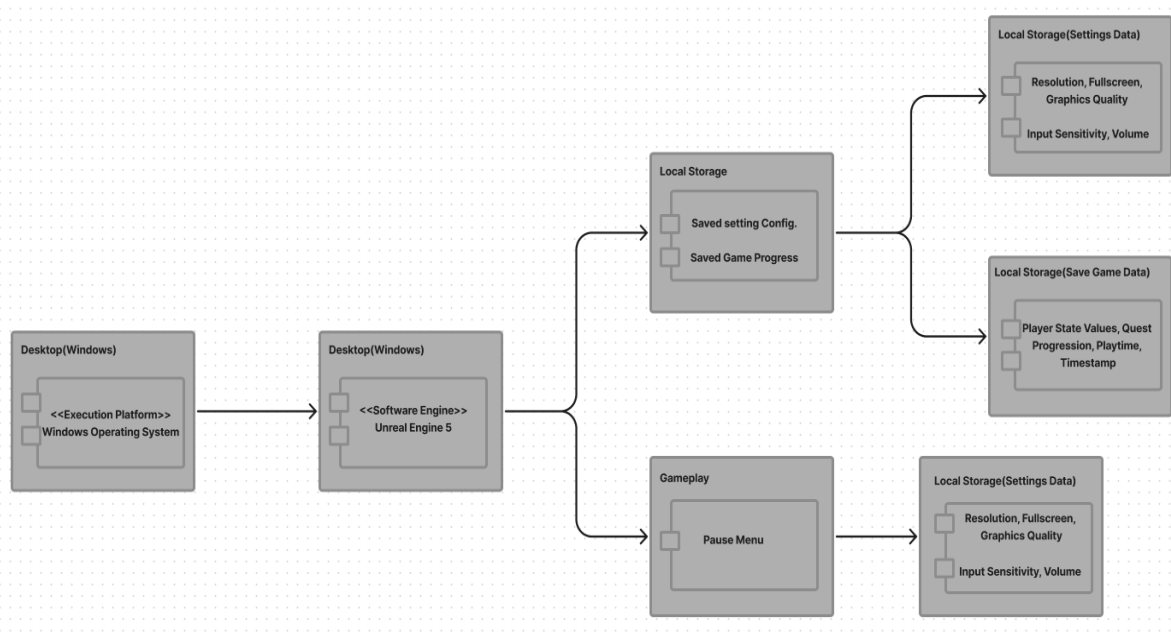 Desktop(Windows)
<<Execution Platform>>
Windows Operating System
Desktop(Windows)
<<Software Engine>>
Unreal Engine 5
Local Storage
Saved setting Config.
Saved Game Progress
Local Storage(Settings Data)
Resolution, Fullscreen,
Graphics Quality
Input Sensitivity, Volume
Local Storage(Save Game Data)
Player State Values, Quest
Progression, Playtime,
Timestamp
Gameplay
Pause Menu
Local Storage(Settings Data)
Resolution, Fullscreen,
Graphics Quality
Input Sensitivity, Volume